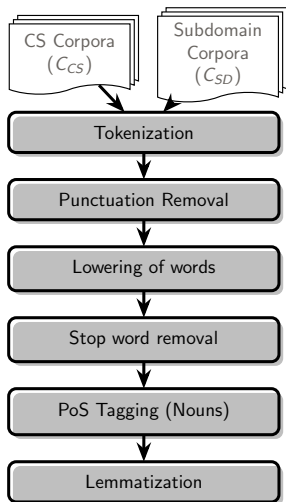 CS Corpora
(C_CS)
Subdomain
Corpora
(C_SD)
Tokenization
Punctuation Removal
Lowering of words
Stop word removal
PoS Tagging (Nouns)
Lemmatization